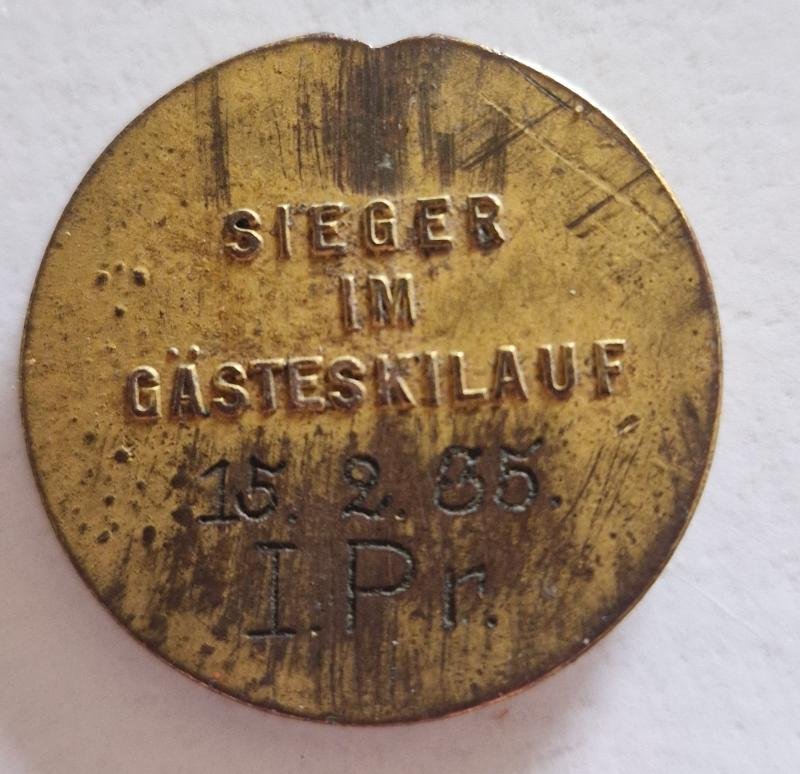 SIEGER
IM
GÄSTESKILAUF
15. 2. 35.
I. Pr.